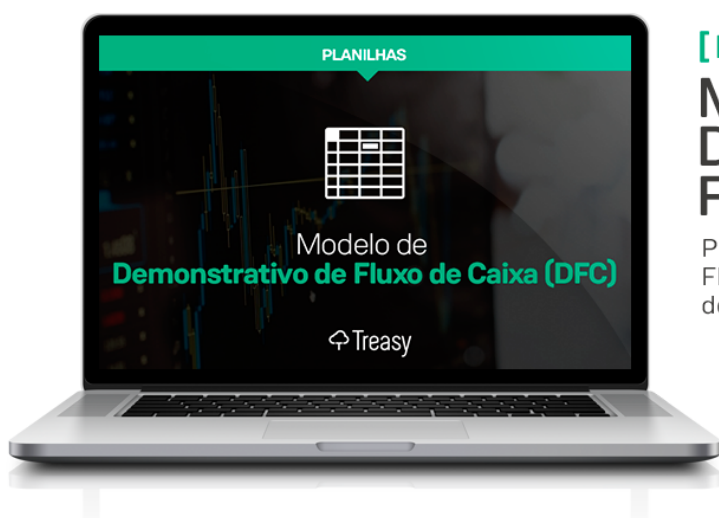 PLANILHAS
Modelo de
Demonstrativo de Fluxo de Caixa (DFC)
Treasy